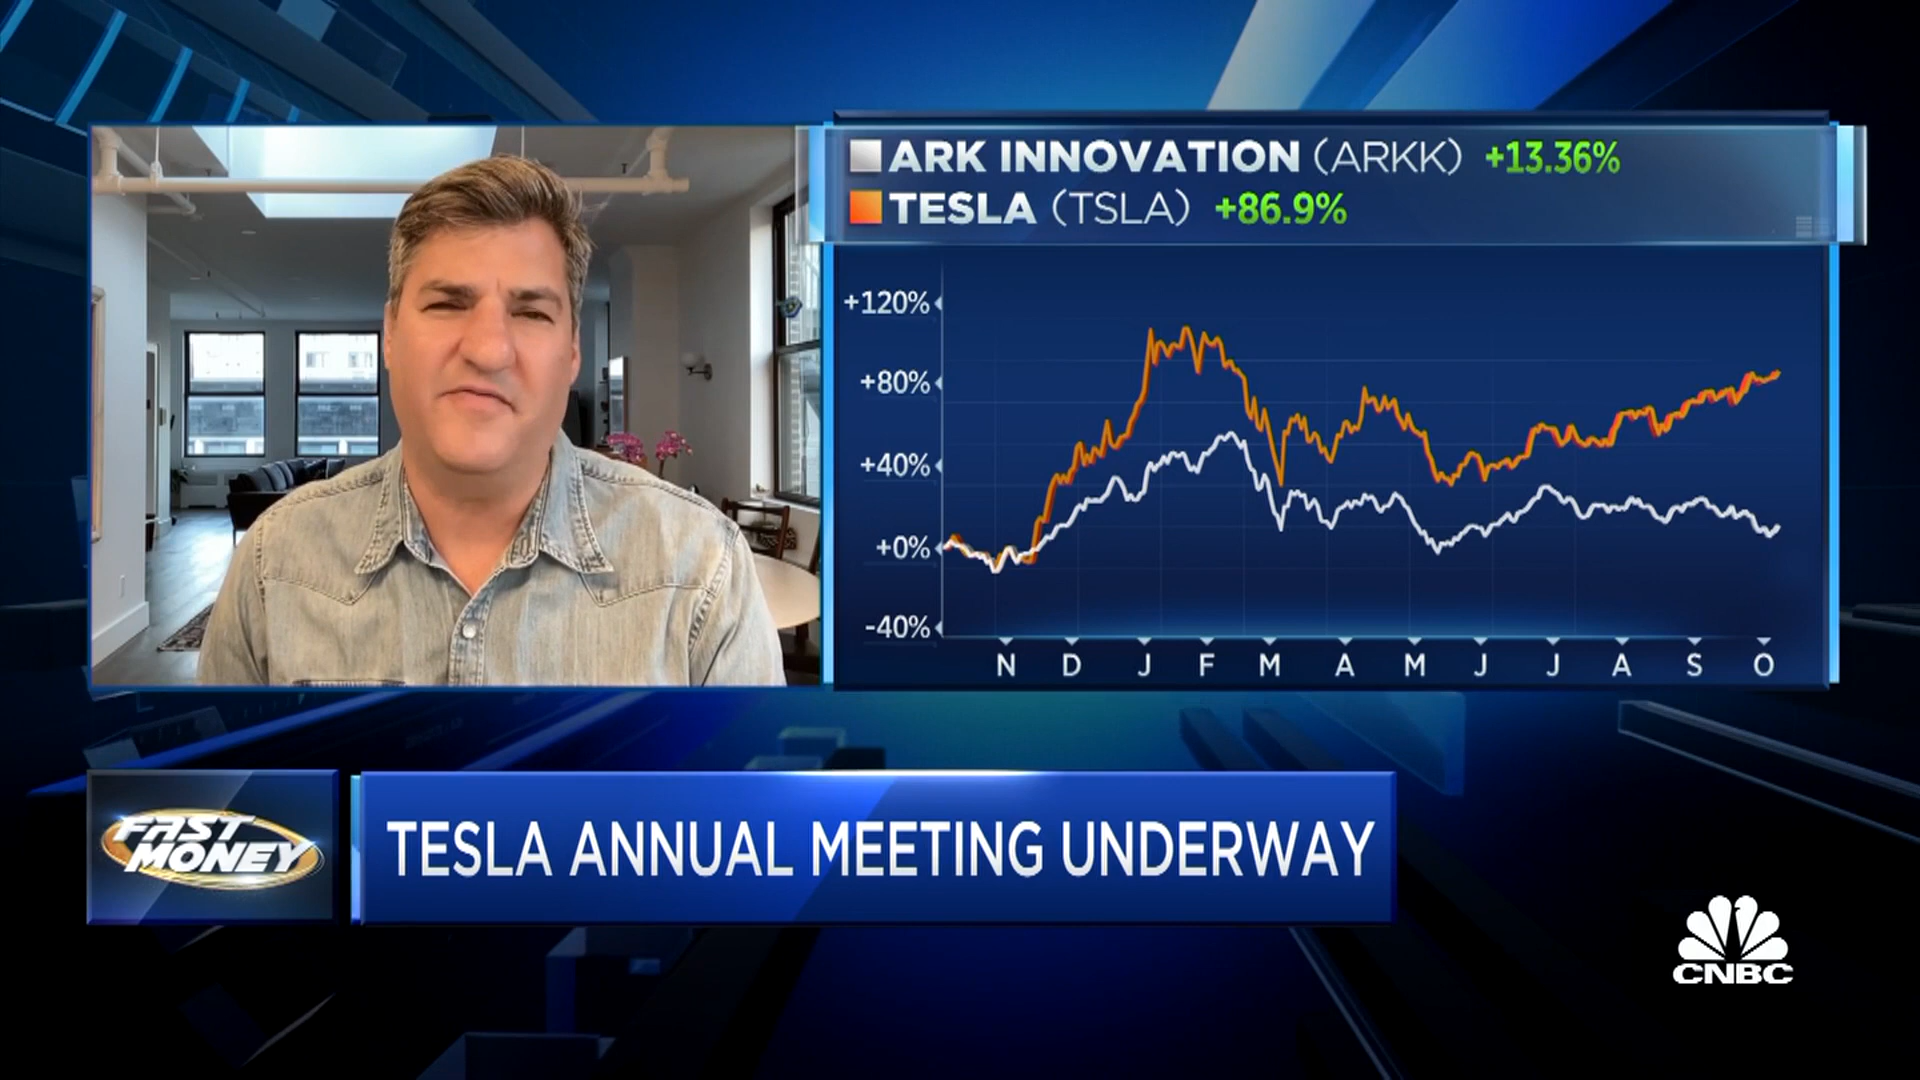 ARK INNOVATION (ARKK) +13.36%
TESLA (TSLA) +86.9%
+120%
+80%
+40%
+0%
-40%
N D J F M A M J J A S O
FAST
MONEY
TESLA ANNUAL MEETING UNDERWAY
CNBC